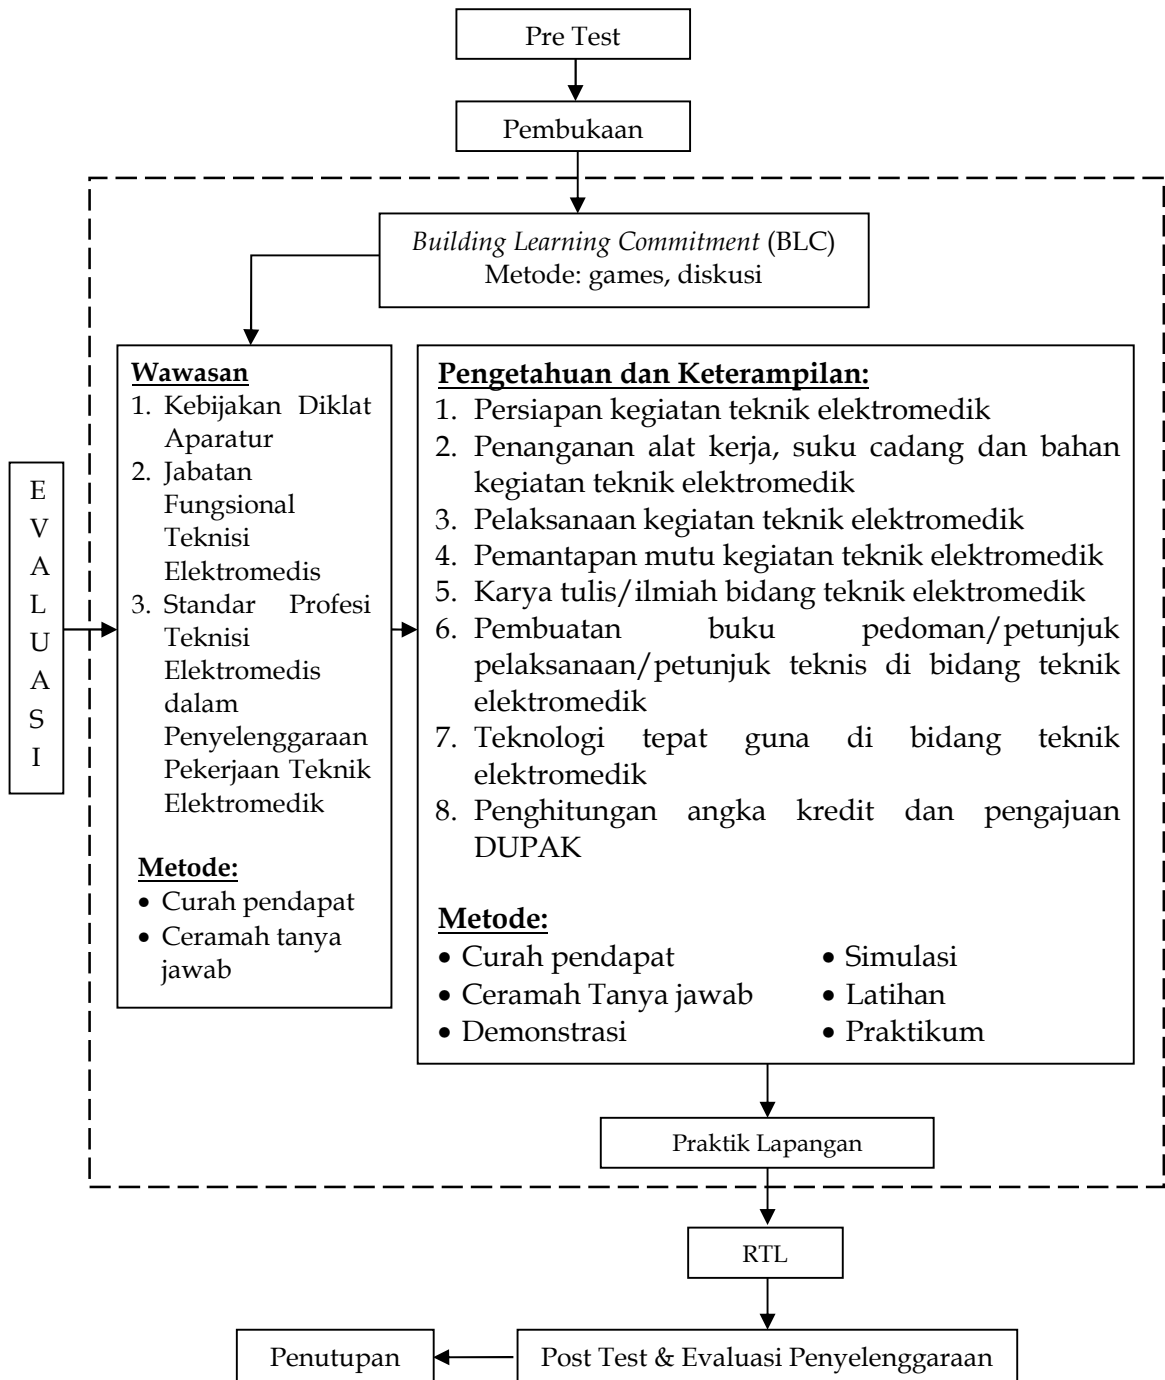 Pre Test
Pembukaan
Building Learning Commitment (BLC)
Metode: games, diskusi
E
V
A
L
U
A
S
I
Wawasan
1. Kebijakan Diklat
Aparatur
2. Jabatan
Fungsional
Teknisi
Elektromedis
3. Standar Profesi
Teknisi
Elektromedis
dalam
Penyelenggaraan
Pekerjaan Teknik
Elektromedik
Metode:
• Curah pendapat
• Ceramah tanya
jawab
Pengetahuan dan Keterampilan:
1. Persiapan kegiatan teknik elektromedik
2. Penanganan alat kerja, suku cadang dan bahan
kegiatan teknik elektromedik
3. Pelaksanaan kegiatan teknik elektromedik
4. Pemantapan mutu kegiatan teknik elektromedik
5. Karya tulis/ilmiah bidang teknik elektromedik
6. Pembuatan buku pedoman/petunjuk
pelaksanaan/petunjuk teknis di bidang teknik
elektromedik
7. Teknologi tepat guna di bidang teknik
elektromedik
8. Penghitungan angka kredit dan pengajuan
DUPAK
Metode:
• Curah pendapat
• Ceramah Tanya jawab
• Demonstrasi
• Simulasi
• Latihan
• Praktikum
Praktik Lapangan
RTL
Post Test & Evaluasi Penyelenggaraan
Penutupan